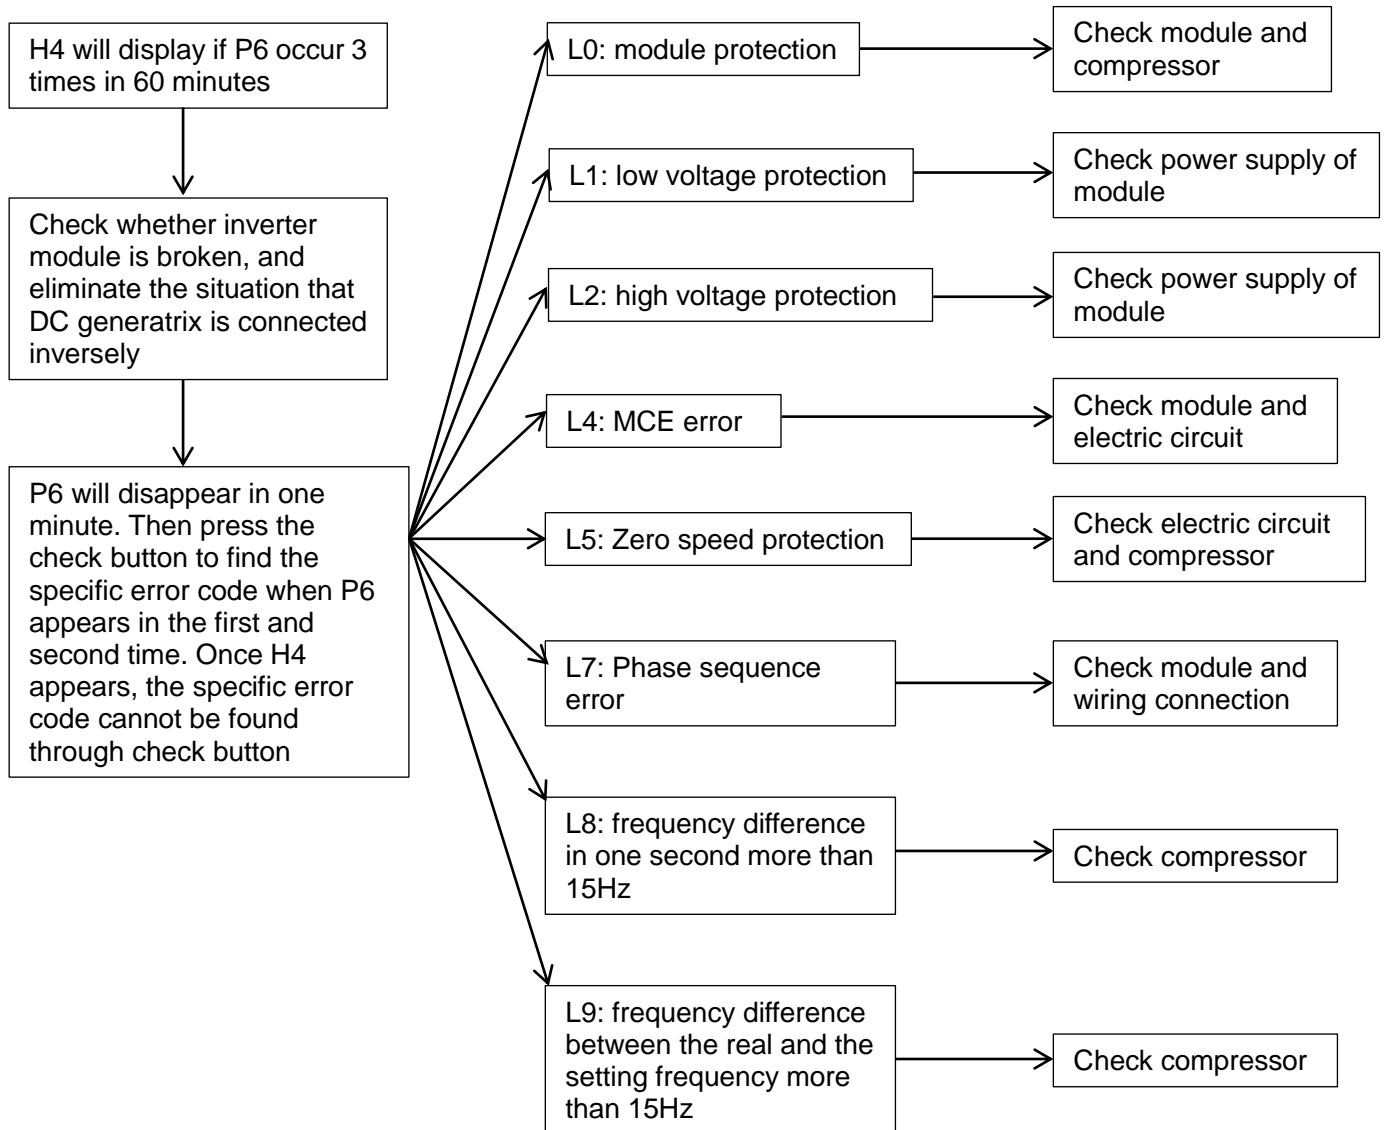 H4 will display if P6 occur 3
times in 60 minutes
Check whether inverter
module is broken, and
eliminate the situation that
DC generatrix is connected
inversely
P6 will disappear in one
minute. Then press the
check button to find the
specific error code when P6
appears in the first and
second time. Once H4
appears, the specific error
code cannot be found
through check button
L0: module protection
Check module and
compressor
L1: low voltage protection
Check power supply of
module
L2: high voltage protection
Check power supply of
module
L4: MCE error
Check module and
electric circuit
L5: Zero speed protection
Check electric circuit
and compressor
L7: Phase sequence
error
Check module and
wiring connection
L8: frequency difference
in one second more than
15Hz
Check compressor
L9: frequency difference
between the real and the
setting frequency more
than 15Hz
Check compressor